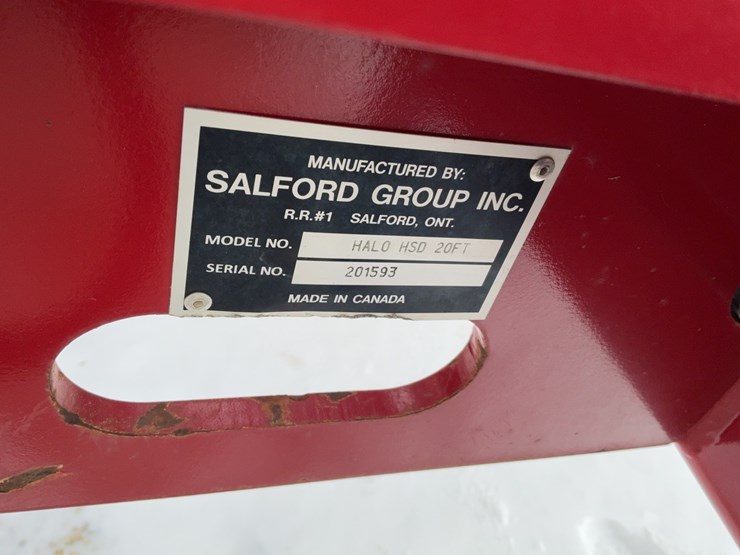 MANUFACTURED BY:
SALFORD GROUP INC.
R.R.#1 SALFORD, ONT.
MODEL NO. HALO HSD 20FT
SERIAL NO. 201593
MADE IN CANADA